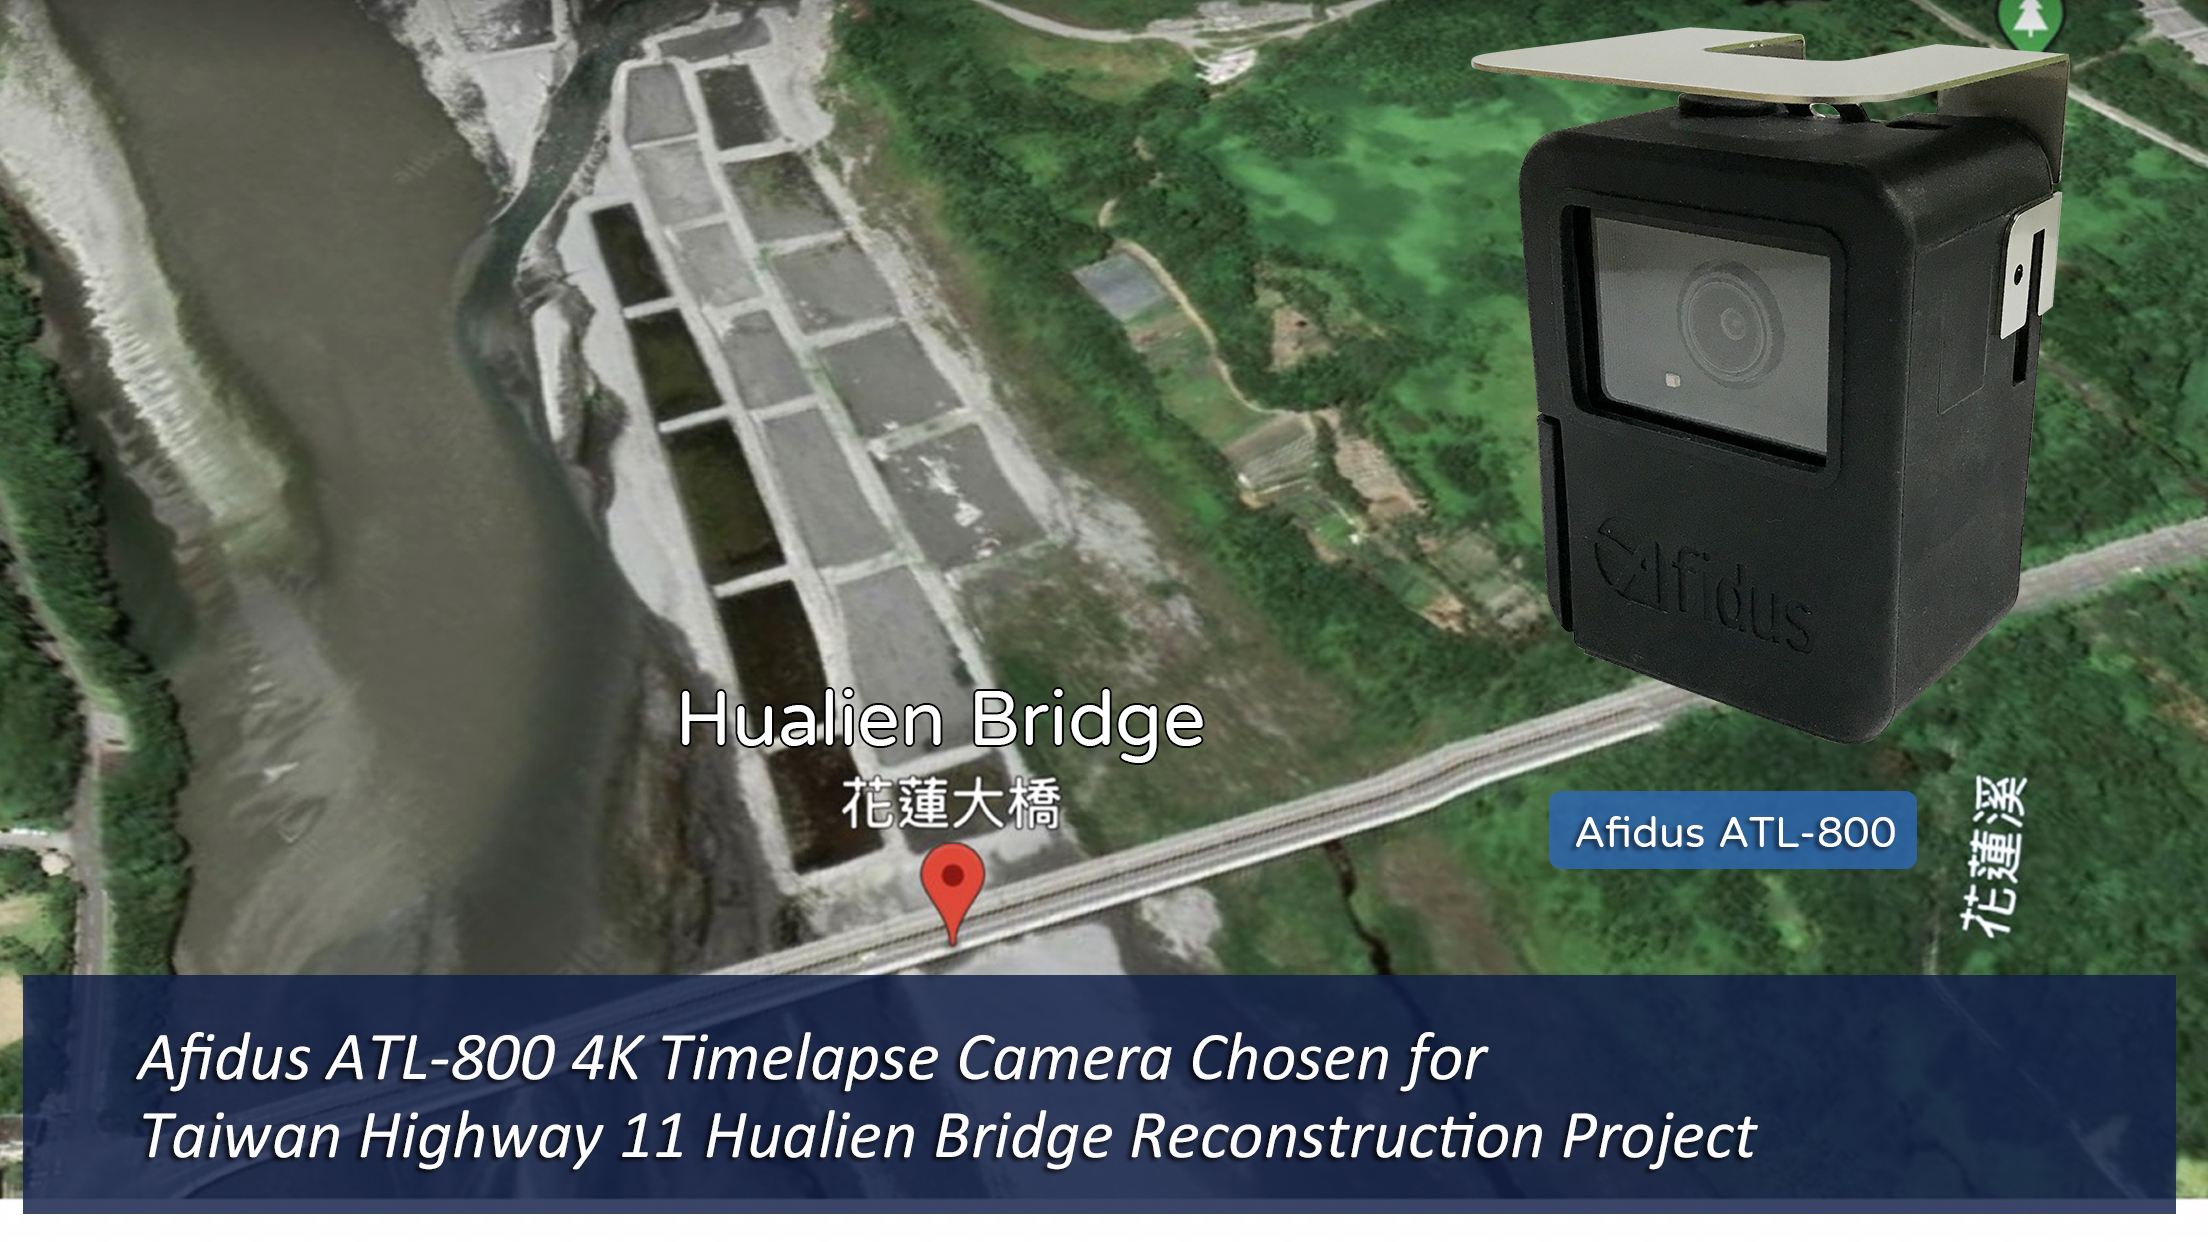 Afidus
Hualien Bridge
花蓮大橋
Afidus ATL-800
花蓮溪
Afidus ATL-800 4K Timelapse Camera Chosen for
Taiwan Highway 11 Hualien Bridge Reconstruction Project